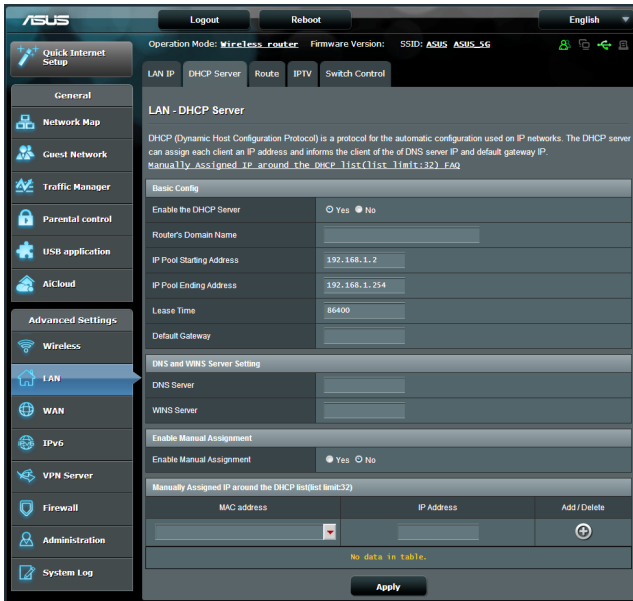 ASUS
Logout
Reboot
English
Quick Internet
Setup
Operation Mode: Wireless router Firmware Version: SSID: ASUS ASUS_5G
LAN IP
DHCP Server
Route
IPTV
Switch Control
General
Network Map
Guest Network
Traffic Manager
Parental control
USB application
AiCloud
Advanced Settings
Wireless
LAN
WAN
IPv6
VPN Server
Firewall
Administration
System Log
LAN - DHCP Server
DHCP (Dynamic Host Configuration Protocol) is a protocol for the automatic configuration used on IP networks. The DHCP server
can assign each client an IP address and informs the client of the of DNS server IP and default gateway IP.
Manually Assigned IP around the DHCP list(list limit:32) FAQ
Basic Config
Enable the DHCP Server Yes No
Router's Domain Name
IP Pool Starting Address 192.168.1.2
IP Pool Ending Address 192.168.1.254
Lease Time 86400
Default Gateway
DNS and WINS Server Setting
DNS Server
WINS Server
Enable Manual Assignment
Enable Manual Assignment Yes No
Manually Assigned IP around the DHCP list(list limit:32)
MAC address IP Address Add / Delete
No data in table.
Apply